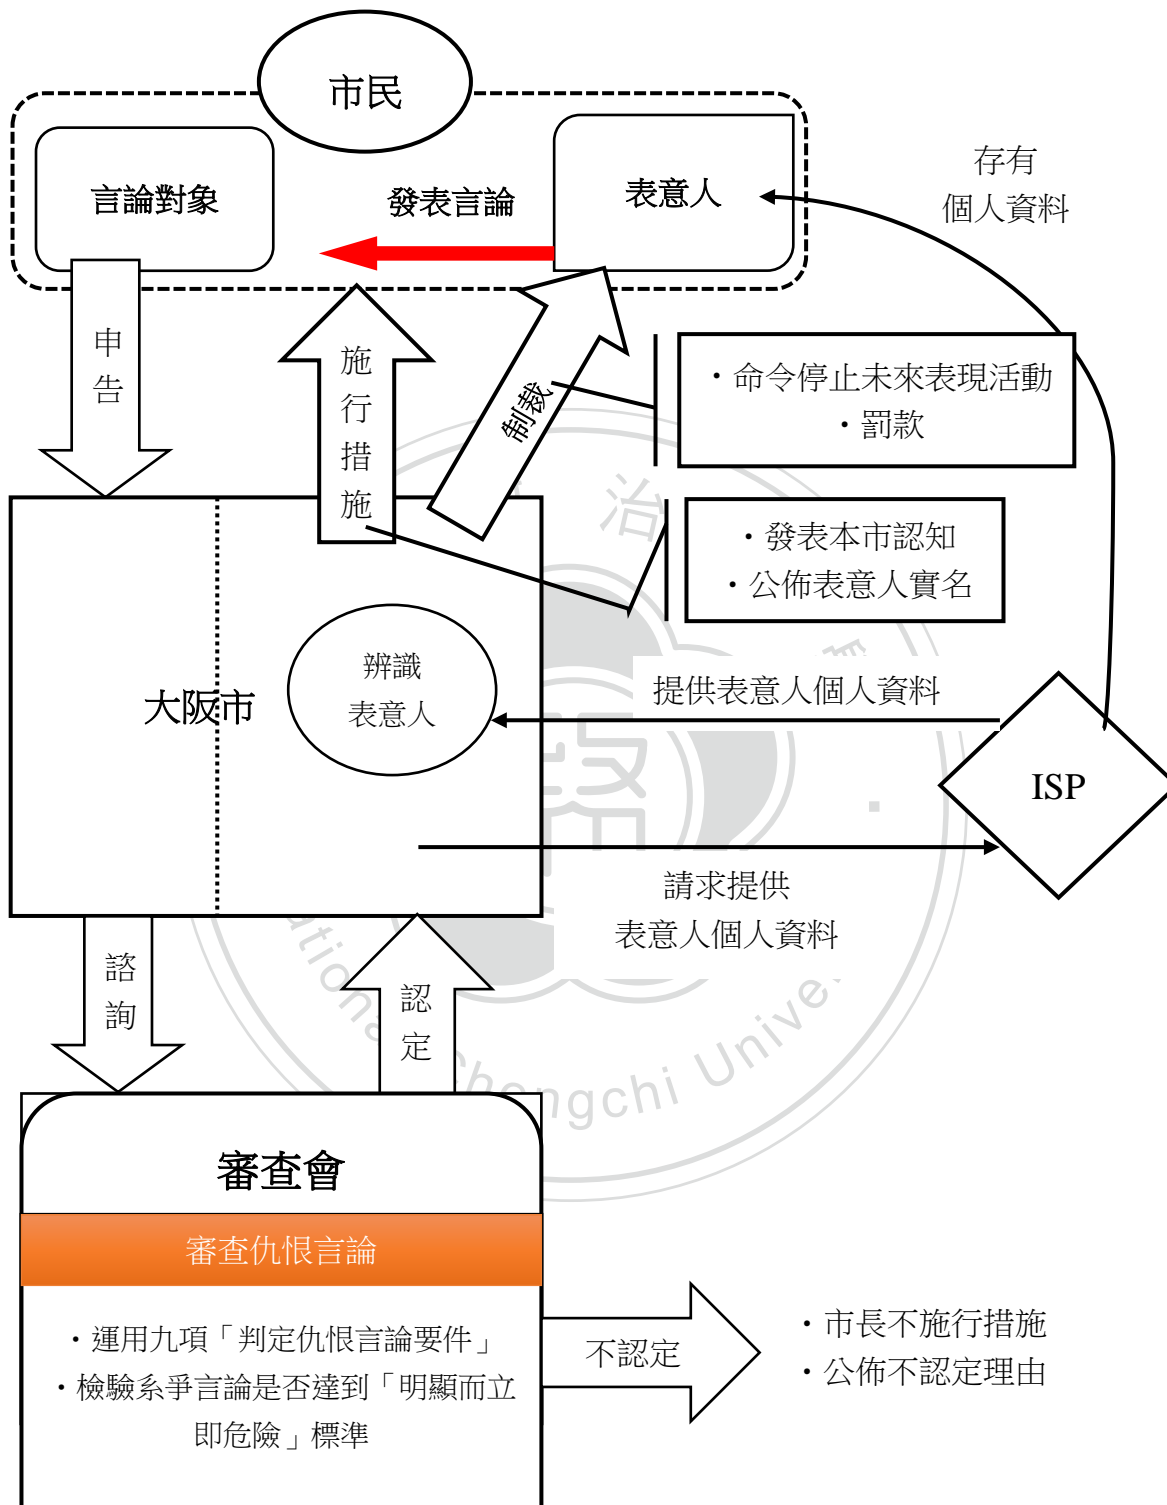 市民
言論對象
發表言論
表意人
存有
個人資料
申告
施行措施
制裁
・命令停止未來表現活動
・罰款
・發表本市認知
・公佈表意人實名
大阪市
辨識
表意人
提供表意人個人資料
ISP
請求提供
表意人個人資料
諮詢
認定
審查會
審查仇恨言論
・運用九項「判定仇恨言論要件」
・檢驗系爭言論是否達到「明顯而立
即危險」標準
不認定
・市長不施行措施
・公佈不認定理由
治
ational Chengchi Unive